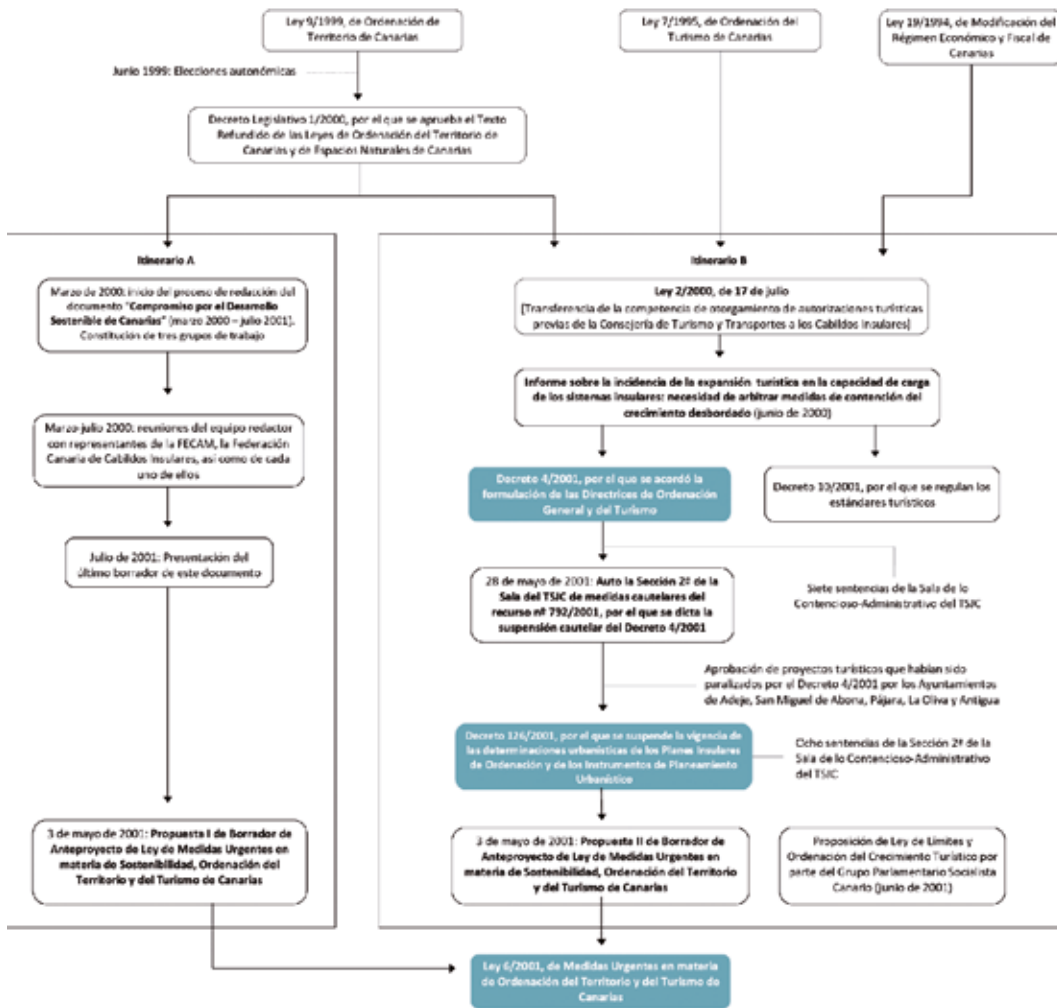 Ley 9/1999, de Ordenación de
Territorio de Canarias
Ley 7/1995, de Ordenación del
Turismo de Canarias
Ley 19/1994, de Modificación del
Régimen Económico y Fiscal de
Canarias
Junio 1999: Elecciones autonómicas
Decreto Legislativo 1/2000, por el que se aprueba el Texto
Refundido de las Leyes de Ordenación del Territorio de
Canarias y de Espacios Naturales de Canarias
Itinerario A
Marzo de 2000: inicio del proceso de redacción del
documento "Compromiso por el Desarrollo
Sostenible de Canarias" (marzo 2000 – julio 2001).
Constitución de tres grupos de trabajo
Marzo-julio 2000: reuniones del equipo redactor
con representantes de la FECAM, la Federación
Canaria de Cabildos Insulares, así como de cada
uno de ellos
Julio de 2001: Presentación del
último borrador de este documento
3 de mayo de 2001: Propuesta I de Borrador de
Anteproyecto de Ley de Medidas Urgentes en
materia de Sostenibilidad, Ordenación del
Territorio y del Turismo de Canarias
Itinerario B
Ley 2/2000, de 17 de julio
[Transferencia de la competencia de otorgamiento de autorizaciones turísticas
previas de la Consejería de Turismo y Transportes a los Cabildos Insulares]
Informe sobre la incidencia de la expansión turística en la capacidad de carga
de los sistemas insulares: necesidad de arbitrar medidas de contención del
crecimiento desbordado (junio de 2000)
Decreto 4/2001, por el que se acordó la
formulación de las Directrices de Ordenación
General y del Turismo
Decreto 10/2001, por el que se regulan los
estándares turísticos
28 de mayo de 2001: Auto la Sección 2ª de la
Sala del TSJC de medidas cautelares del
recurso nº 792/2001, por el que se dicta la
suspensión cautelar del Decreto 4/2001
Siete sentencias de la Sala de lo
Contencioso-Administrativo del TSJC
Aprobación de proyectos turísticos que habían sido
paralizados por el Decreto 4/2001 por los Ayuntamientos
de Adeje, San Miguel de Abona, Pájara, La Oliva y Antigua
Decreto 126/2001, por el que se suspende la vigencia de
las determinaciones urbanísticas de los Planes Insulares
de Ordenación y de los Instrumentos de Planeamiento
Urbanístico
Ocho sentencias de la Sección 2ª de la
Sala de lo Contencioso-Administrativo
del TSJC
3 de mayo de 2001: Propuesta II de Borrador de
Anteproyecto de Ley de Medidas Urgentes en
materia de Sostenibilidad, Ordenación del Territorio
y del Turismo de Canarias
Proposición de Ley de Límites y
Ordenación del Crecimiento Turístico por
parte del Grupo Parlamentario Socialista
Canario (junio de 2001)
Ley 6/2001, de Medidas Urgentes en materia
de Ordenación del Territorio y del Turismo de
Canarias